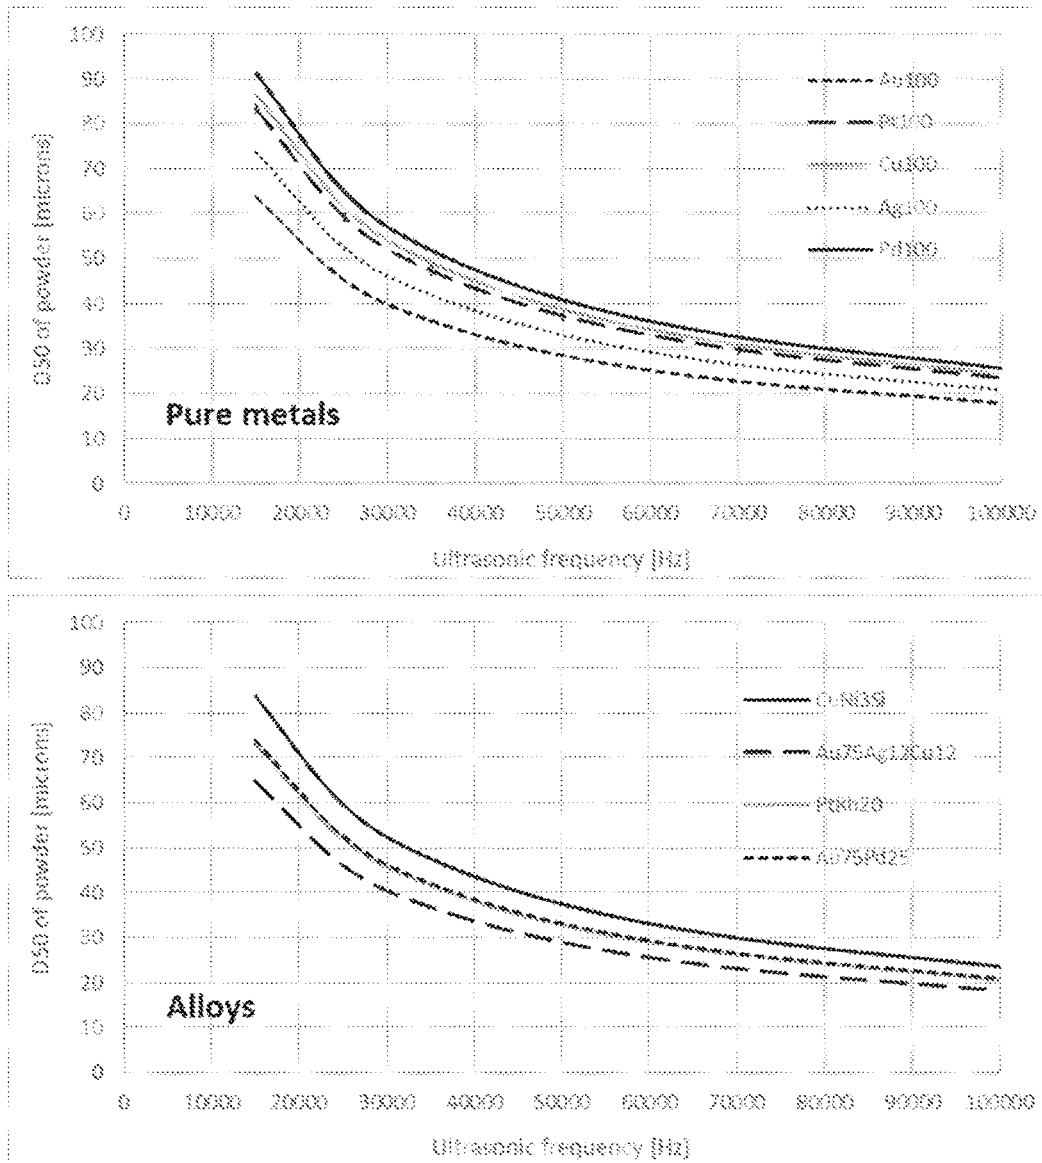 100
90
80
70
60
50
40
30
20
10
0
D50 of powder [microns]
Au100
Pt100
Cu100
Ag100
Pd100
Pure metals
0 10000 20000 30000 40000 50000 60000 70000 80000 90000 100000
Ultrasonic frequency [Hz]
100
90
80
70
60
50
40
30
20
10
0
D50 of powder [microns]
CuNi3Si
Au75Ag12Cu12
PtRh20
Au75Pd25
Alloys
0 10000 20000 30000 40000 50000 60000 70000 80000 90000 100000
Ultrasonic frequency [Hz]